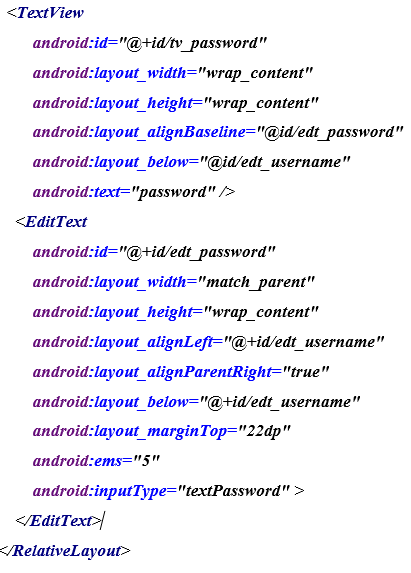 <TextView
android:id="@+id/tv_password"
android:layout_width="wrap_content"
android:layout_height="wrap_content"
android:layout_alignBaseline="@id/edt_password"
android:layout_below="@id/edt_username"
android:text="password" />
<EditText
android:id="@+id/edt_password"
android:layout_width="match_parent"
android:layout_height="wrap_content"
android:layout_alignLeft="@+id/edt_username"
android:layout_alignParentRight="true"
android:layout_below="@+id/edt_username"
android:layout_marginTop="22dp"
android:ems="5"
android:inputType="textPassword" >
</EditText>
</RelativeLayout>